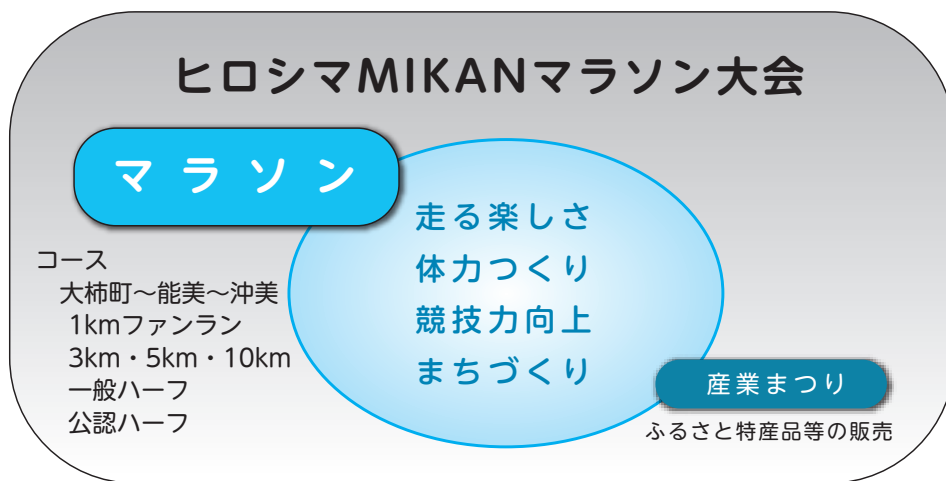 ヒロシマMIKANマラソン大会
マラソン
走る楽しさ
体力つくり
競技力向上
まちづくり
コース
大柿町～能美～沖美
1kmファンラン
3km・5km・10km
一般ハーフ
公認ハーフ
産業まつり
ふるさと特産品等の販売